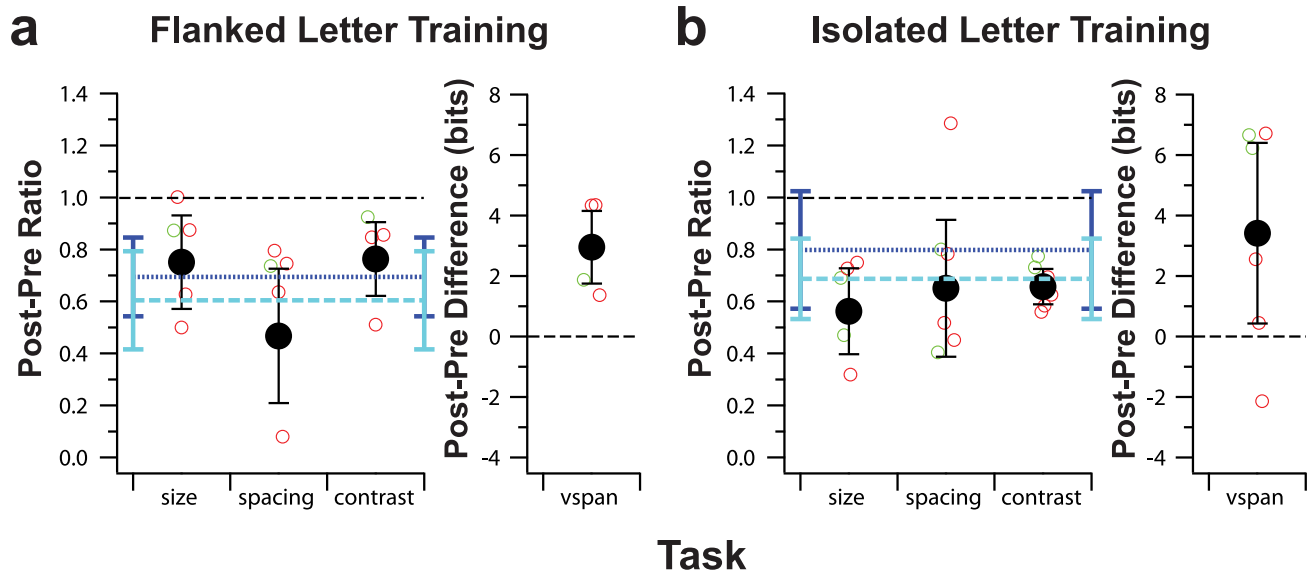 a Flanked Letter Training
b Isolated Letter Training
Post-Pre Ratio
1.4
1.2
1.0
0.8
0.6
0.4
0.2
0.0
size spacing contrast
Post-Pre Difference (bits)
8
6
4
2
0
-2
-4
vspan
Post-Pre Ratio
1.4
1.2
1.0
0.8
0.6
0.4
0.2
0.0
size spacing contrast
Post-Pre Difference (bits)
8
6
4
2
0
-2
-4
vspan
Task